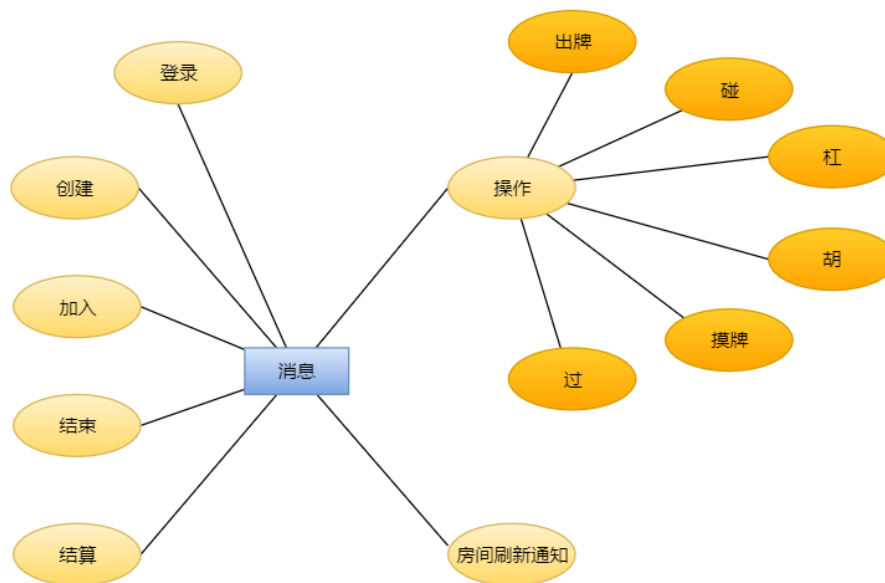 出牌
登录
碰
杠
创建
操作
胡
加入
摸牌
消息
过
结束
结算
房间刷新通知